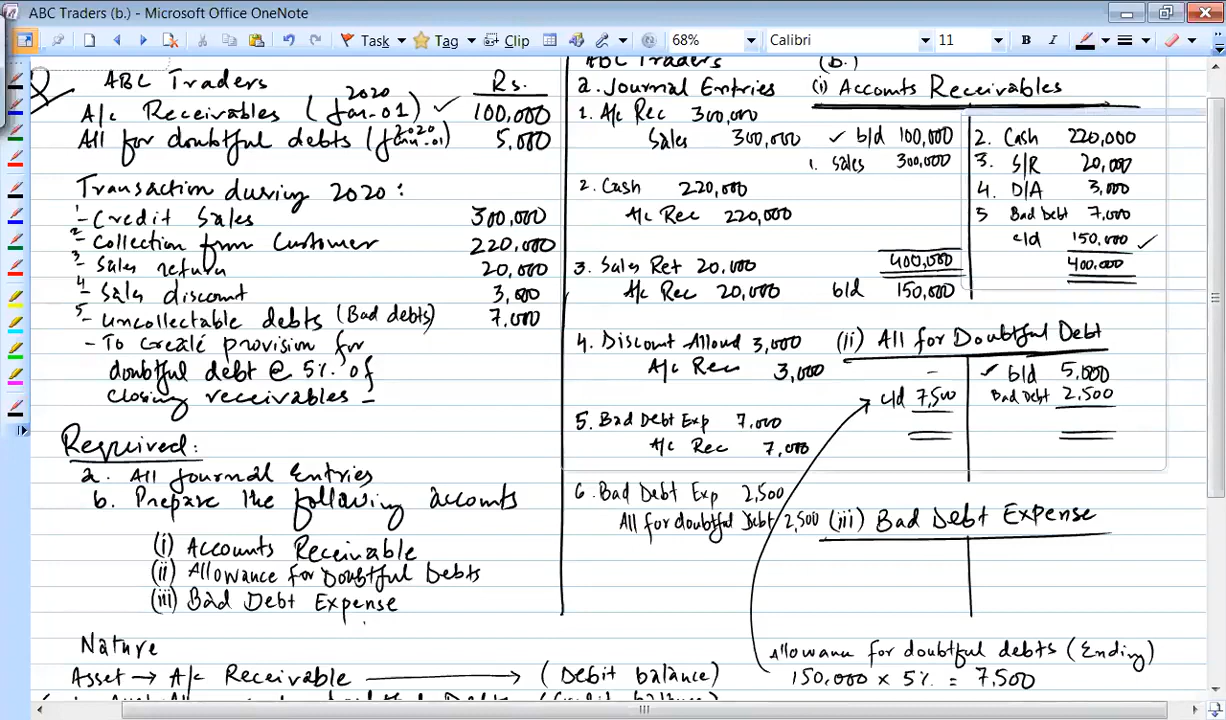 ABC Traders (b.) - Microsoft Office OneNote
Task Tag Clip 68% Calibri 11 B I
ABC Traders Rs.
A/c Receivables (Jan-01) 2020 100,000
All for doubtful debts (Jan-01) 2020 5,000
Transaction during 2020:
1- Credit Sales 300,000
2- Collection from Customer 220,000
3- Sales return 20,000
4- Sales discount 3,000
5- Uncollectable debts (Bad debts) 7,000
- To create provision for
doubtful debt @ 5% of
closing receivables -
Required:
a. All Journal Entries
b. Prepare the following accounts
(i) Accounts Receivable
(ii) Allowance for Doubtful Debts
(iii) Bad Debt Expense
Nature
Asset → A/c Receivable → (Debit balance)
(Credit balance)
ABC Traders
a. Journal Entries
1. A/c Rec 300,000
Sales 300,000
2. Cash 220,000
A/c Rec 220,000
3. Sales Ret 20,000
A/c Rec 20,000
4. Discount Allowd 3,000
A/c Rec 3,000
5. Bad Debt Exp 7,000
A/c Rec 7,000
6. Bad Debt Exp 2,500
All for doubtful Debt 2,500
(b.)
(i) Accounts Receivables
b/d 100,000 2. Cash 220,000
1. Sales 300,000 3. S/R 20,000
4. D/A 3,000
5 Bad Debt 7,000
c/d 150,000
400,000 400,000
b/d 150,000
(ii) All for Doubtful Debt
- b/d 5,000
c/d 7,500 Bad Debt 2,500
(iii) Bad Debt Expense
Allowance for doubtful debts (Ending)
150,000 × 5% = 7,500